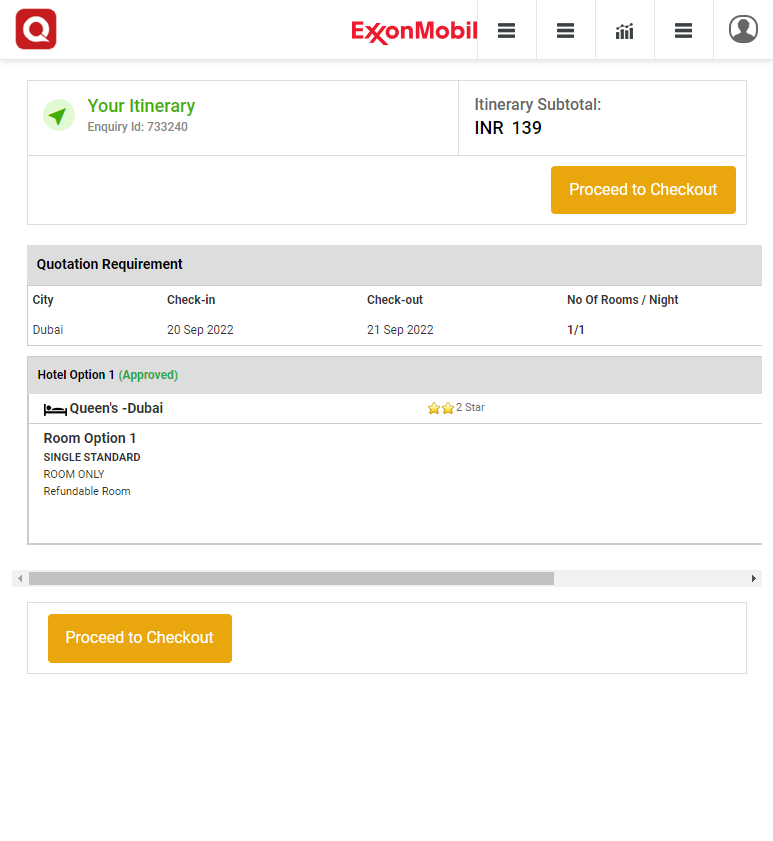 Q
ExxonMobil
Your Itinerary
Enquiry Id: 733240
Itinerary Subtotal:
INR 139
Proceed to Checkout
Quotation Requirement
City Check-in Check-out No Of Rooms / Night
Dubai 20 Sep 2022 21 Sep 2022 1/1
Hotel Option 1 (Approved)
Queen's -Dubai 2 Star
Room Option 1
SINGLE STANDARD
ROOM ONLY
Refundable Room
Proceed to Checkout